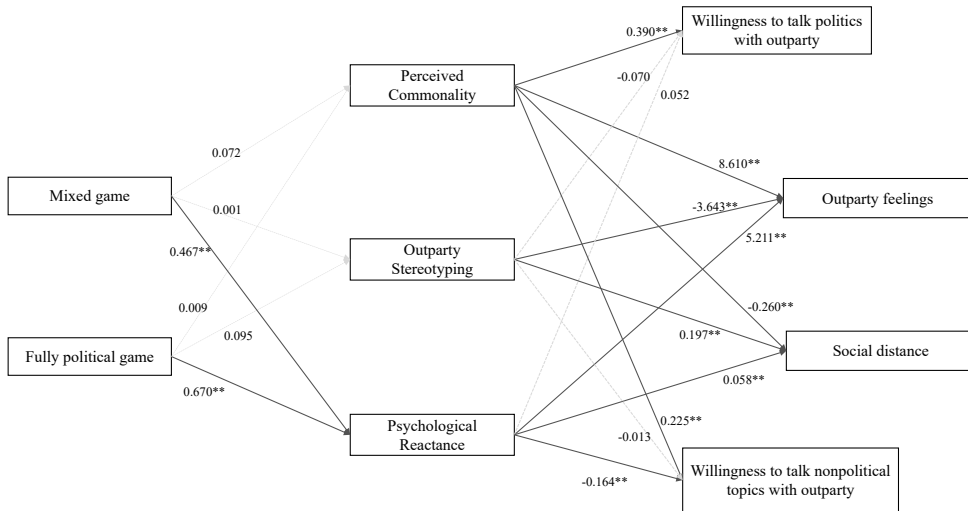 Willingness to talk politics
with outparty
0.390**
-0.070
0.052
Perceived
Commonality
0.072
8.610**
Mixed game
0.001
-3.643**
Outparty feelings
0.467**
Outparty
Stereotyping
5.211**
0.009
0.095
-0.260**
0.197**
Fully political game
Social distance
0.670**
0.058**
Psychological
Reactance
0.225**
-0.013
-0.164**
Willingness to talk nonpolitical
topics with outparty